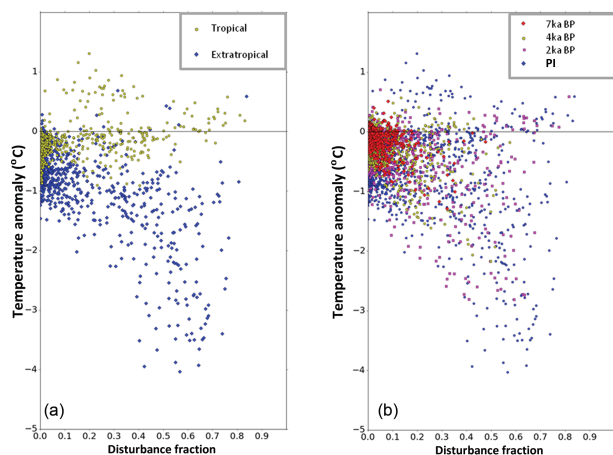 Tropical
Extratropical
Temperature anomaly (°C)
1
0
−1
−2
−3
−4
−5
0.0 0.1 0.2 0.3 0.4 0.5 0.6 0.7 0.8 0.9
Disturbance fraction
(a)
7ka BP
4ka BP
2ka BP
PI
Temperature anomaly (°C)
1
0
−1
−2
−3
−4
−5
0.0 0.1 0.2 0.3 0.4 0.5 0.6 0.7 0.8 0.9
Disturbance fraction
(b)